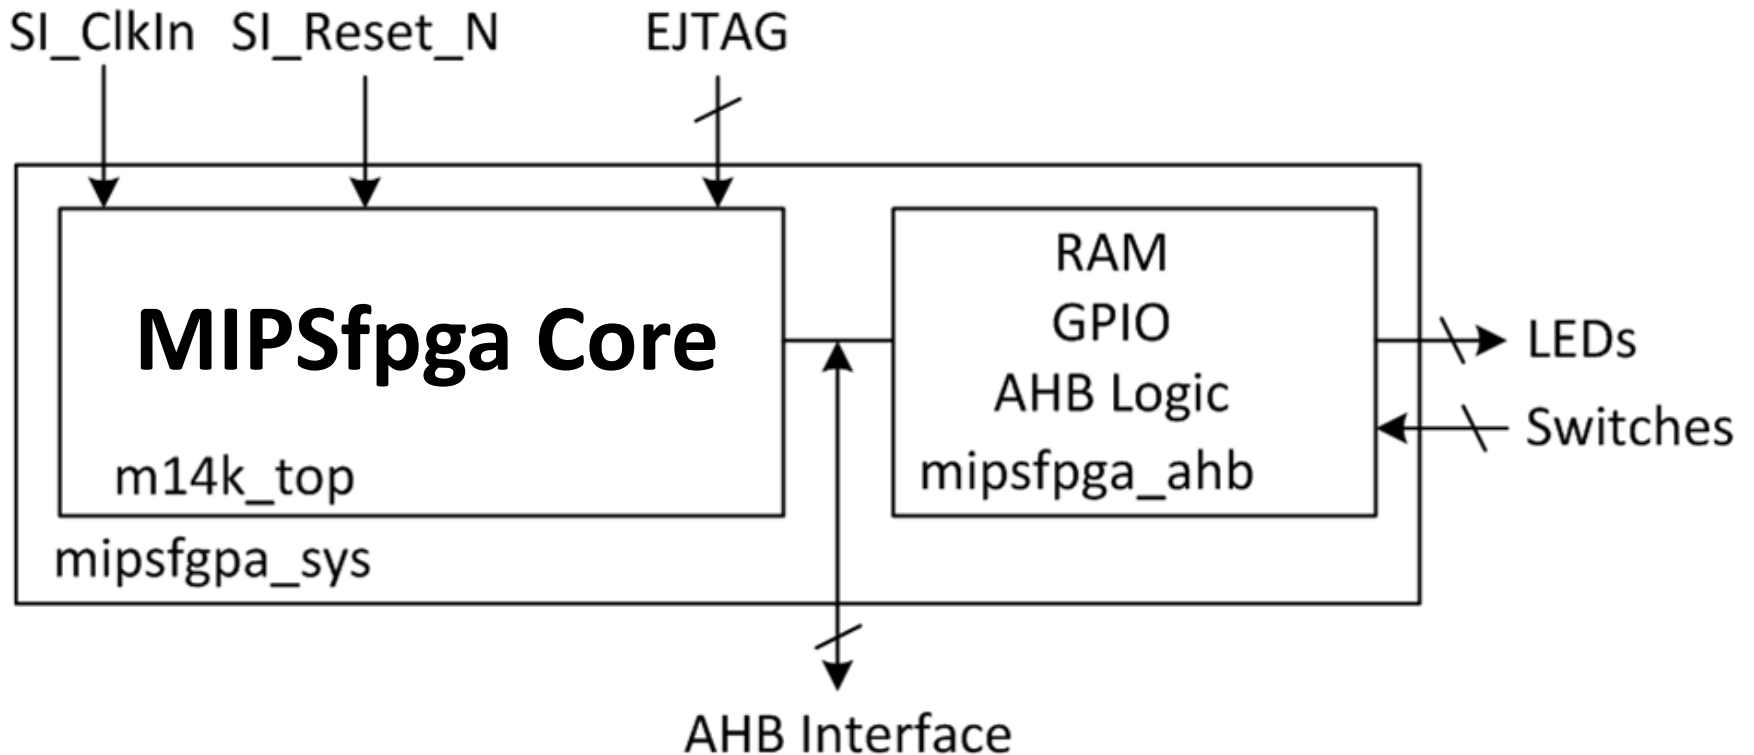 SI_ClkIn SI_Reset_N EJTAG
MIPSfpga Core
m14k_top
mipsfgpa_sys
RAM
GPIO
AHB Logic
mipsfpga_ahb
LEDs
Switches
AHB Interface